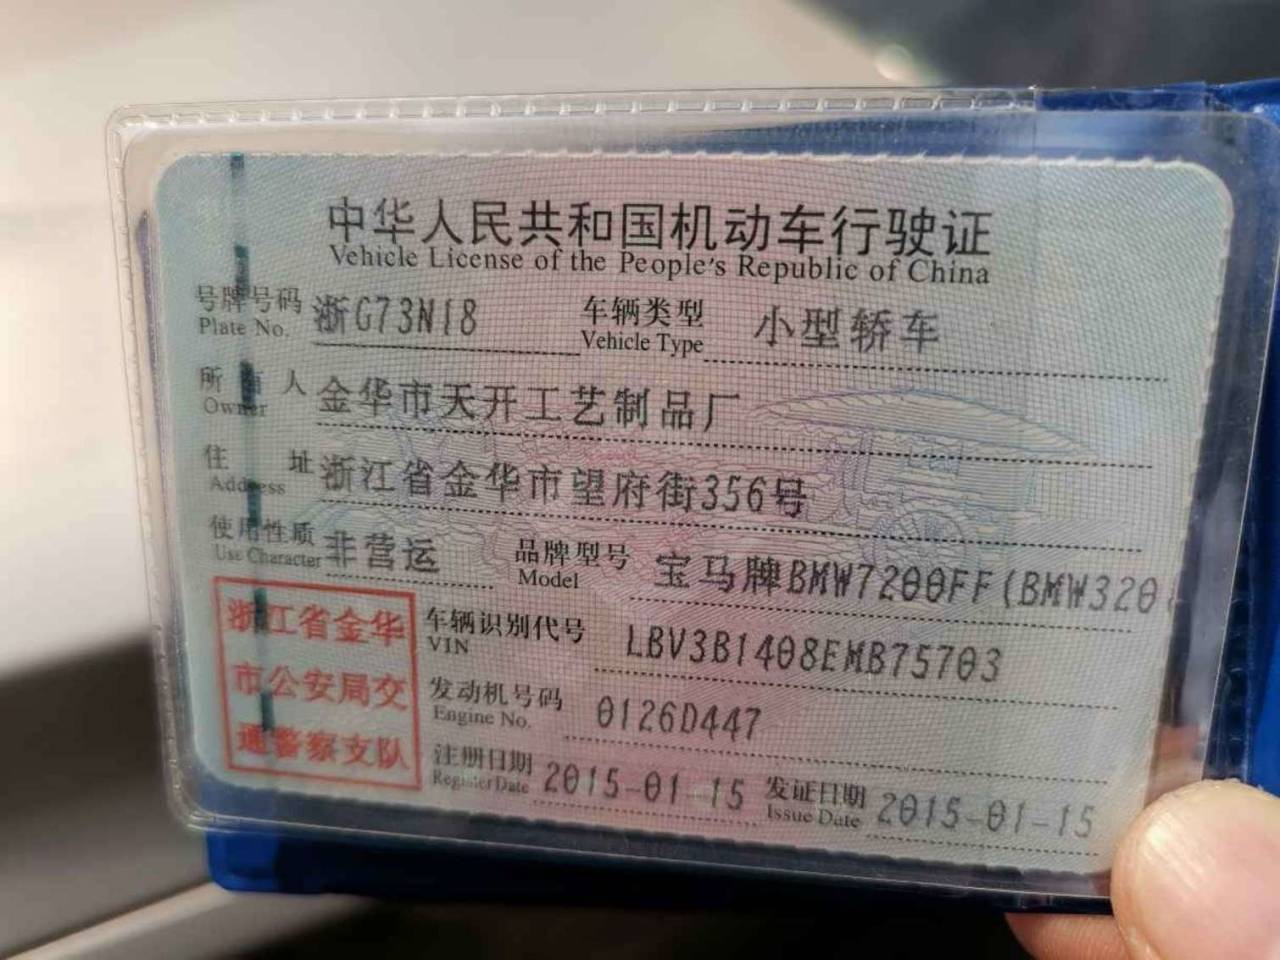 中华人民共和国机动车行驶证
Vehicle License of the People's Republic of China
号牌号码 浙G73N18 车辆类型 小型轿车
Plate No. Vehicle Type
所有人 金华市天开工艺制品厂
Owner
住址 浙江省金华市望府街356号
Address
使用性质 非营运 品牌型号 宝马牌BMW7200FF(BMW320
Use Character Model
浙江省金华
市公安局交
通警察支队
车辆识别代号 LBV3B1408EMB75703
VIN
发动机号码 0126D447
Engine No.
注册日期 2015-01-15 发证日期 2015-01-15
Register Date Issue Date